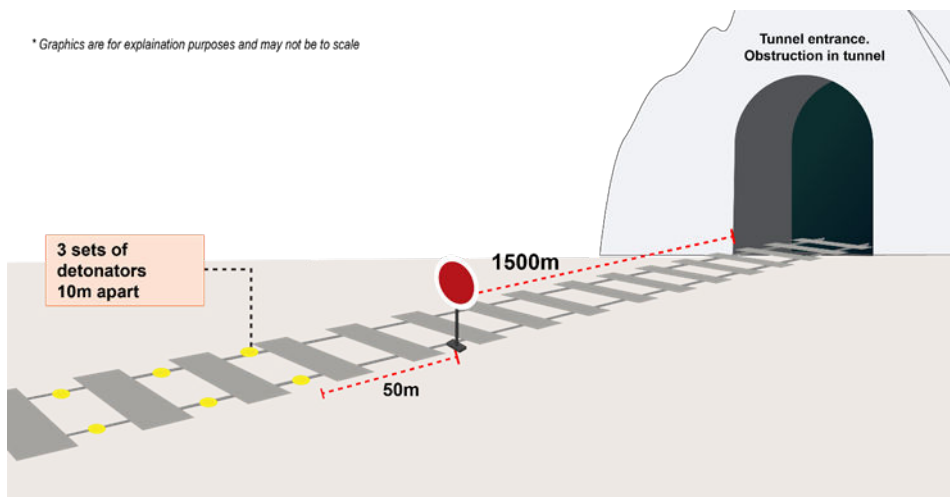 * Graphics are for explaination purposes and may not be to scale
Tunnel entrance.
Obstruction in tunnel
3 sets of
detonators
10m apart
1500m
50m